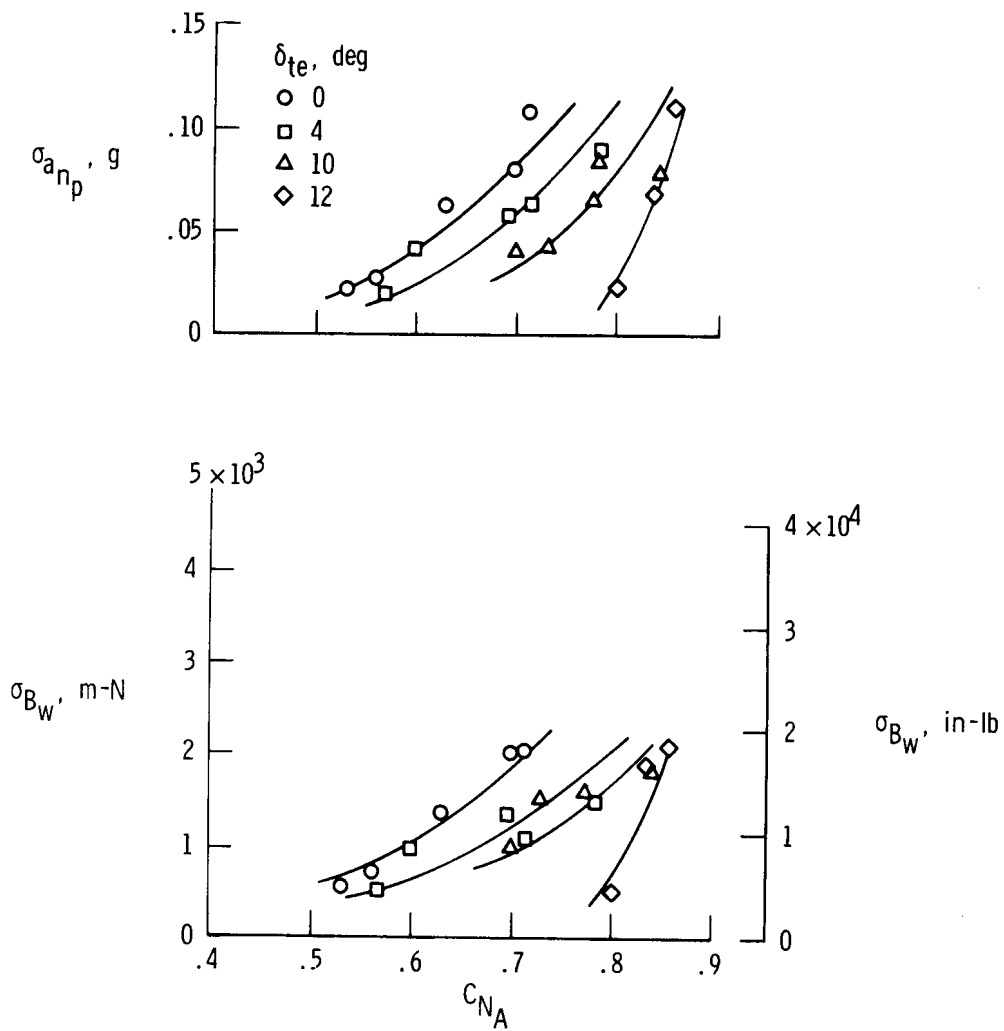 .15
δte, deg
0
.10
4
σanp, g
10
12
.05
0
5 × 10³
4 × 10⁴
4
3
3
σBw, m-N
σBw, in-lb
2
2
1
1
0
0
.4 .5 .6 .7 .8 .9
CNA